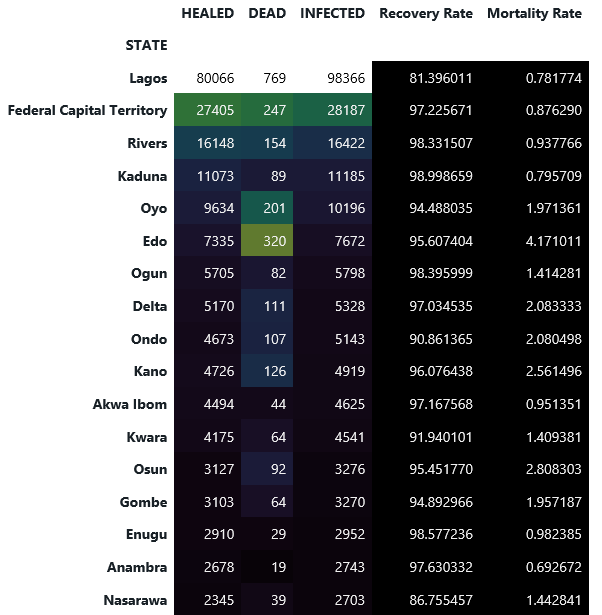 HEALED DEAD INFECTED Recovery Rate Mortality Rate
STATE
Lagos 80066 769 98366 81.396011 0.781774
Federal Capital Territory 27405 247 28187 97.225671 0.876290
Rivers 16148 154 16422 98.331507 0.937766
Kaduna 11073 89 11185 98.998659 0.795709
Oyo 9634 201 10196 94.488035 1.971361
Edo 7335 320 7672 95.607404 4.171011
Ogun 5705 82 5798 98.395999 1.414281
Delta 5170 111 5328 97.034535 2.083333
Ondo 4673 107 5143 90.861365 2.080498
Kano 4726 126 4919 96.076438 2.561496
Akwa Ibom 4494 44 4625 97.167568 0.951351
Kwara 4175 64 4541 91.940101 1.409381
Osun 3127 92 3276 95.451770 2.808303
Gombe 3103 64 3270 94.892966 1.957187
Enugu 2910 29 2952 98.577236 0.982385
Anambra 2678 19 2743 97.630332 0.692672
Nasarawa 2345 39 2703 86.755457 1.442841